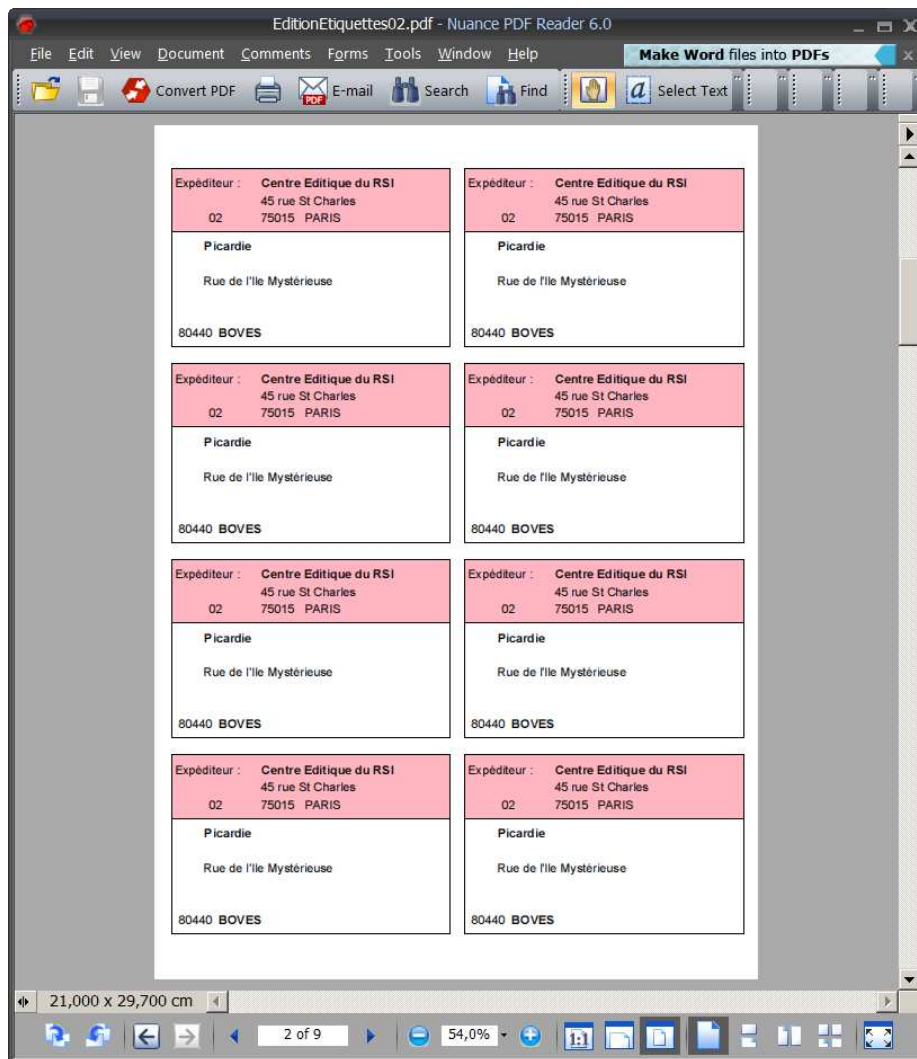 EditionEtiquettes02.pdf - Nuance PDF Reader 6.0
File Edit View Document Comments Forms Tools Window Help Make Word files into PDFs
Convert PDF E-mail Search Find Select Text
Expéditeur : Centre Editique du RSI
45 rue St Charles
02 75015 PARIS
Picardie
Rue de l'Ile Mystérieuse
80440 BOVES
Expéditeur : Centre Editique du RSI
45 rue St Charles
02 75015 PARIS
Picardie
Rue de l'Ile Mystérieuse
80440 BOVES
Expéditeur : Centre Editique du RSI
45 rue St Charles
02 75015 PARIS
Picardie
Rue de l'Ile Mystérieuse
80440 BOVES
Expéditeur : Centre Editique du RSI
45 rue St Charles
02 75015 PARIS
Picardie
Rue de l'Ile Mystérieuse
80440 BOVES
Expéditeur : Centre Editique du RSI
45 rue St Charles
02 75015 PARIS
Picardie
Rue de l'Ile Mystérieuse
80440 BOVES
Expéditeur : Centre Editique du RSI
45 rue St Charles
02 75015 PARIS
Picardie
Rue de l'Ile Mystérieuse
80440 BOVES
Expéditeur : Centre Editique du RSI
45 rue St Charles
02 75015 PARIS
Picardie
Rue de l'Ile Mystérieuse
80440 BOVES
Expéditeur : Centre Editique du RSI
45 rue St Charles
02 75015 PARIS
Picardie
Rue de l'Ile Mystérieuse
80440 BOVES
21,000 x 29,700 cm
2 of 9 54,0% 1:1